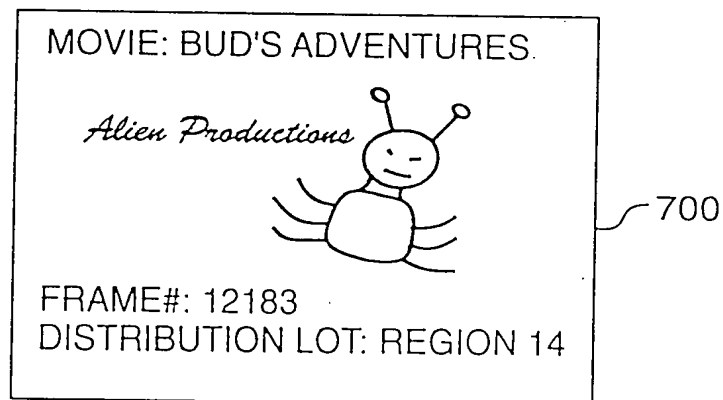 MOVIE: BUD'S ADVENTURES
Alien Productions
700
FRAME#: 12183
DISTRIBUTION LOT: REGION 14